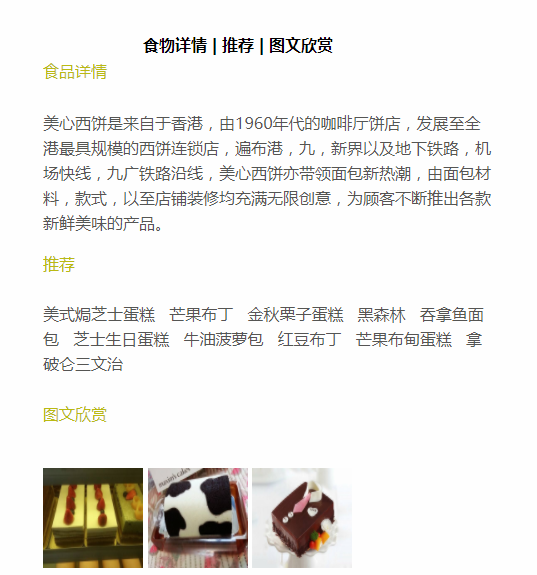 食物详情 | 推荐 | 图文欣赏
食品详情
美心西饼是来自于香港，由1960年代的咖啡厅饼店，发展至全
港最具规模的西饼连锁店，遍布港，九，新界以及地下铁路，机
场快线，九广铁路沿线，美心西饼亦带领面包新热潮，由面包材
料，款式，以至店铺装修均充满无限创意，为顾客不断推出各款
新鲜美味的产品。
推荐
美式焗芝士蛋糕 芒果布丁 金秋栗子蛋糕 黑森林 吞拿鱼面
包 芝士生日蛋糕 牛油菠萝包 红豆布丁 芒果布甸蛋糕 拿
破仑三文治
图文欣赏